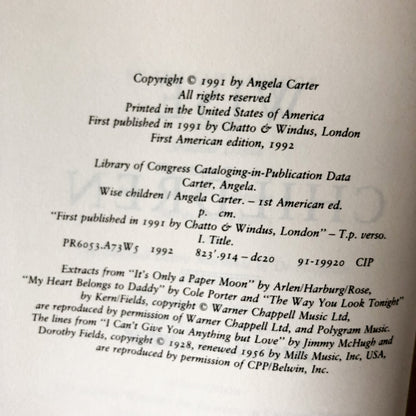 Copyright © 1991 by Angela Carter
All rights reserved
Printed in the United States of America
First published in 1991 by Chatto & Windus, London
First American edition, 1992
Library of Congress Cataloging-in-Publication Data
Carter, Angela.
Wise children / Angela Carter. – 1st American ed.
p. cm.
"First published in 1991 by Chatto & Windus, London" – T.p. verso.
I. Title.
PR6053.A73W5 1992 823'.914 – dc20 91-19920 CIP
Extracts from "It's Only a Paper Moon" by Arlen/Harburg/Rose,
"My Heart Belongs to Daddy" by Cole Porter and "The Way You Look Tonight"
by Kern/Fields, copyright © Warner Chappell Music Ltd,
are reproduced by permission of Warner Chappell Ltd, and Polygram Music.
The lines from "I Can't Give You Anything but Love" by Jimmy McHugh and
Dorothy Fields, copyright © 1928, renewed 1956 by Mills Music, Inc, USA,
are reproduced by permission of CPP/Belwin, Inc.